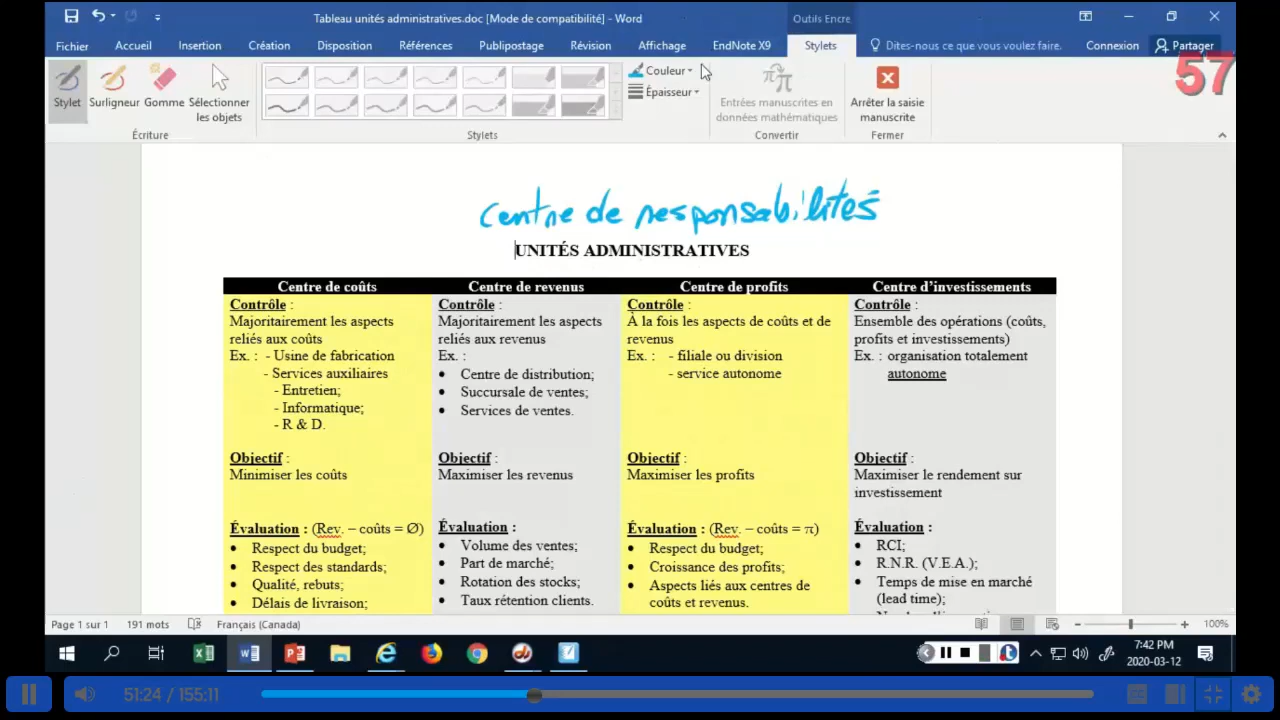 Tableau unités administratives.doc [Mode de compatibilité] - Word
Outils Encre
Fichier Accueil Insertion Création Disposition Références Publipostage Révision Affichage EndNote X9 Stylets Dites-nous ce que vous voulez faire. Connexion Partager
57
Stylet Surligneur Gomme Sélectionner les objets
Couleur
Épaisseur
Entrées manuscrites en données mathématiques
Arrêter la saisie manuscrite
Écriture Stylets Convertir Fermer
centre de responsabilités
UNITÉS ADMINISTRATIVES
Centre de coûts
Contrôle :
Majoritairement les aspects
reliés aux coûts
Ex. : - Usine de fabrication
- Services auxiliaires
- Entretien;
- Informatique;
- R & D.
Objectif :
Minimiser les coûts
Évaluation : (Rev. – coûts = Ø)
• Respect du budget;
• Respect des standards;
• Qualité, rebuts;
• Délais de livraison;
Centre de revenus
Contrôle :
Majoritairement les aspects
reliés aux revenus
Ex. :
• Centre de distribution;
• Succursale de ventes;
• Services de ventes.
Objectif :
Maximiser les revenus
Évaluation :
• Volume des ventes;
• Part de marché;
• Rotation des stocks;
• Taux rétention clients.
Centre de profits
Contrôle :
À la fois les aspects de coûts et de
revenus
Ex. : - filiale ou division
- service autonome
Objectif :
Maximiser les profits
Évaluation : (Rev. – coûts = π)
• Respect du budget;
• Croissance des profits;
• Aspects liés aux centres de
coûts et revenus.
Centre d'investissements
Contrôle :
Ensemble des opérations (coûts,
profits et investissements)
Ex. : organisation totalement
autonome
Objectif :
Maximiser le rendement sur
investissement
Évaluation :
• RCI;
• R.N.R. (V.E.A.);
• Temps de mise en marché
(lead time);
Page 1 sur 1 191 mots Français (Canada) 100%
7:42 PM
2020-03-12
51:24 / 155:11